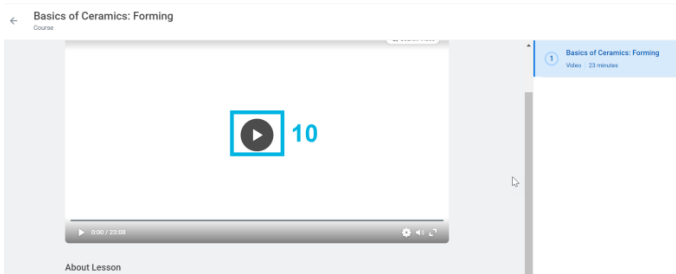 Basics of Ceramics: Forming
Course
1
Basics of Ceramics: Forming
Video | 23 minutes
10
0:00 / 23:08
About Lesson